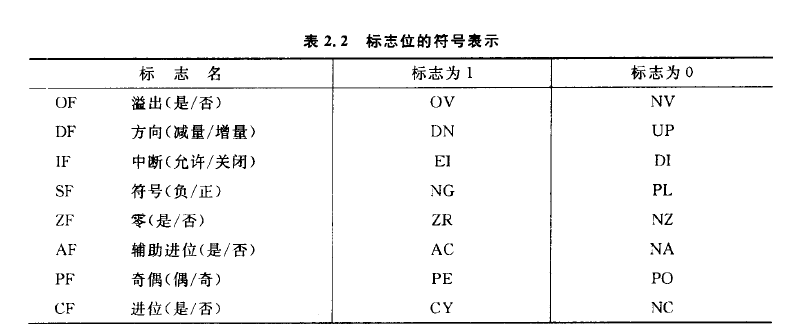 表 2.2 标志位的符号表示
标 志 名 标志为 1 标志为 0
OF 溢出(是/否) OV NV
DF 方向(减量/增量) DN UP
IF 中断(允许/关闭) EI DI
SF 符号(负/正) NG PL
ZF 零(是/否) ZR NZ
AF 辅助进位(是/否) AC NA
PF 奇偶(偶/奇) PE PO
CF 进位(是/否) CY NC